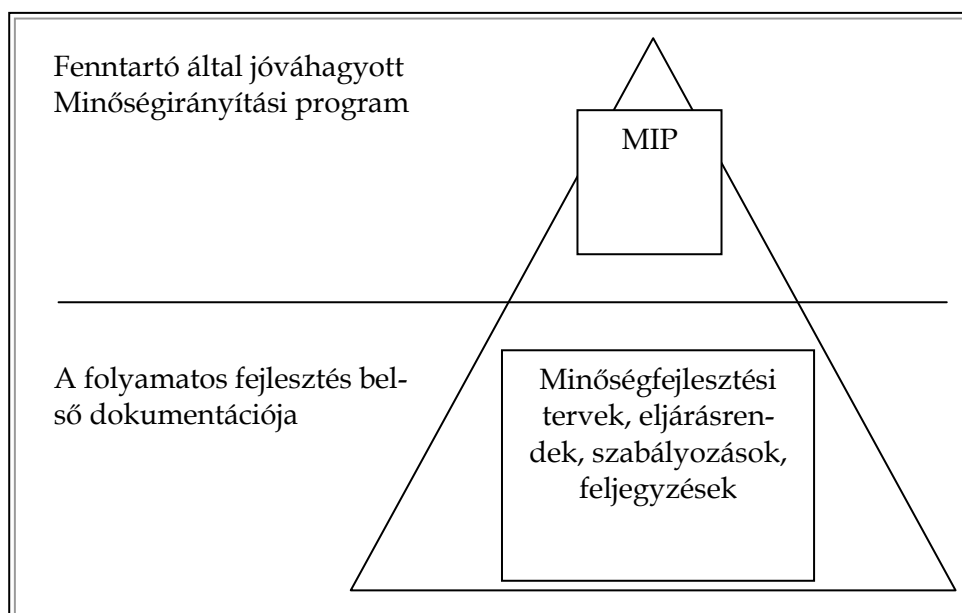 Fenntartó által jóváhagyott
Minőségirányítási program
MIP
A folyamatos fejlesztés bel-
ső dokumentációja
Minőségfejlesztési
tervek, eljárásren-
dek, szabályozások,
feljegyzések